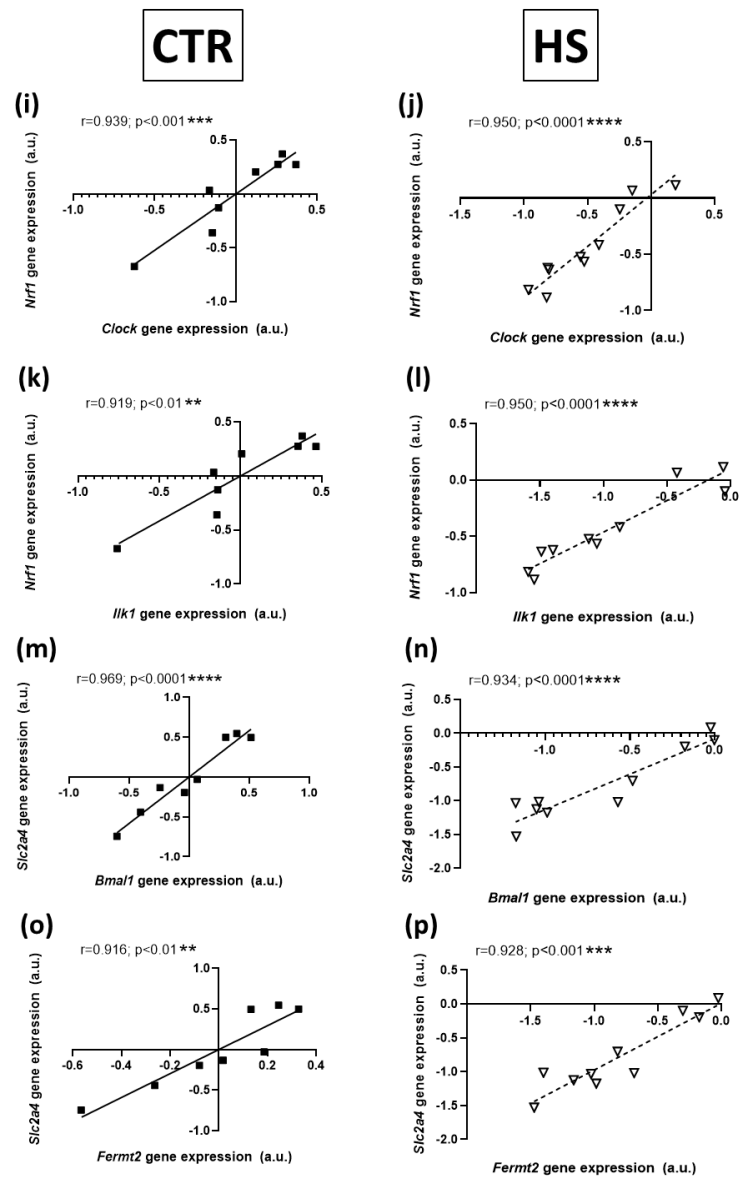 CTR
HS
(i)
r=0.939; p<0.001 ***
Nrf1 gene expression (a.u.)
0.5
0.0
-1.0 -0.5 0.5
-0.5
-1.0
Clock gene expression (a.u.)
(j)
r=0.950; p<0.0001 ****
Nrf1 gene expression (a.u.)
0.5
0.0
-1.5 -1.0 -0.5 0.5
-0.5
-1.0
Clock gene expression (a.u.)
(k)
r=0.919; p<0.01 **
Nrf1 gene expression (a.u.)
0.5
0.0
-1.0 -0.5 0.5
-0.5
-1.0
Ilk1 gene expression (a.u.)
(l)
r=0.950; p<0.0001 ****
Nrf1 gene expression (a.u.)
0.5
0.0
-1.5 -1.0 -0.5 0.0
-0.5
-1.0
Ilk1 gene expression (a.u.)
(m)
r=0.969; p<0.0001 ****
Slc2a4 gene expression (a.u.)
1.0
0.5
0.0
-1.0 -0.5 0.5 1.0
-0.5
-1.0
Bmal1 gene expression (a.u.)
(n)
r=0.934; p<0.0001 ****
Slc2a4 gene expression (a.u.)
0.5
0.0
-1.0 -0.5 0.0
-0.5
-1.0
-1.5
-2.0
Bmal1 gene expression (a.u.)
(o)
r=0.916; p<0.01 **
Slc2a4 gene expression (a.u.)
1.0
0.5
0.0
-0.6 -0.4 -0.2 0.2 0.4
-0.5
-1.0
Fermt2 gene expression (a.u.)
(p)
r=0.928; p<0.001 ***
Slc2a4 gene expression (a.u.)
0.5
0.0
-1.5 -1.0 -0.5 0.0
-0.5
-1.0
-1.5
-2.0
Fermt2 gene expression (a.u.)